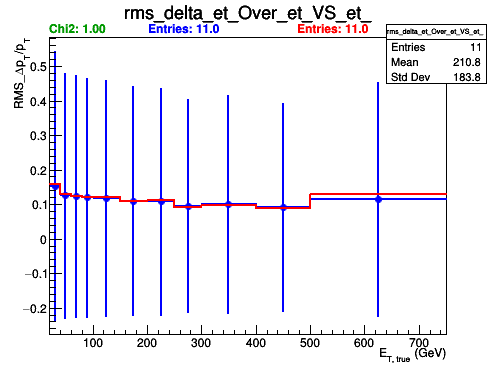 rms_delta_et_Over_et_VS_et_
Chi2: 1.00
Entries: 11.0
Entries: 11.0
rms_delta_et_Over_et_VS_et_
Entries 11
Mean 210.8
Std Dev 183.8
RMS_Δp_T/p_T
0.5
0.4
0.3
0.2
0.1
0
−0.1
−0.2
100 200 300 400 500 600 700
E_T, true (GeV)